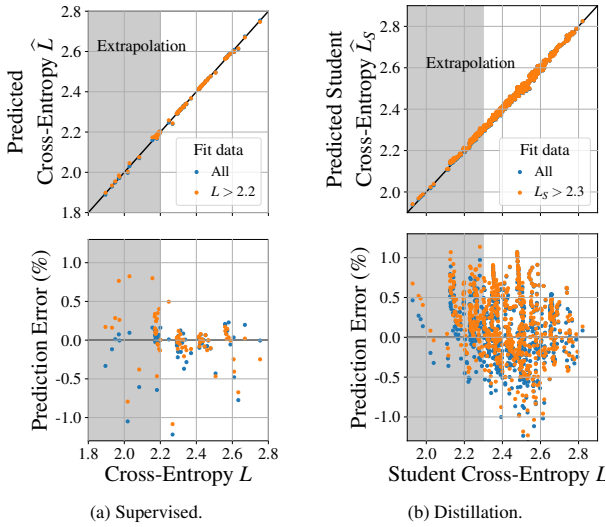 2.8
2.6
2.4
2.2
2.0
1.8
Predicted
Cross-Entropy L̂
Extrapolation
Fit data
All
L > 2.2
1.0
0.5
0.0
-0.5
-1.0
Prediction Error (%)
1.8 2.0 2.2 2.4 2.6 2.8
Cross-Entropy L
(a) Supervised.
2.8
2.6
2.4
2.2
2.0
Predicted Student
Cross-Entropy L̂_S
Extrapolation
Fit data
All
L_S > 2.3
1.0
0.5
0.0
-0.5
-1.0
Prediction Error (%)
2.0 2.2 2.4 2.6 2.8
Student Cross-Entropy L
(b) Distillation.